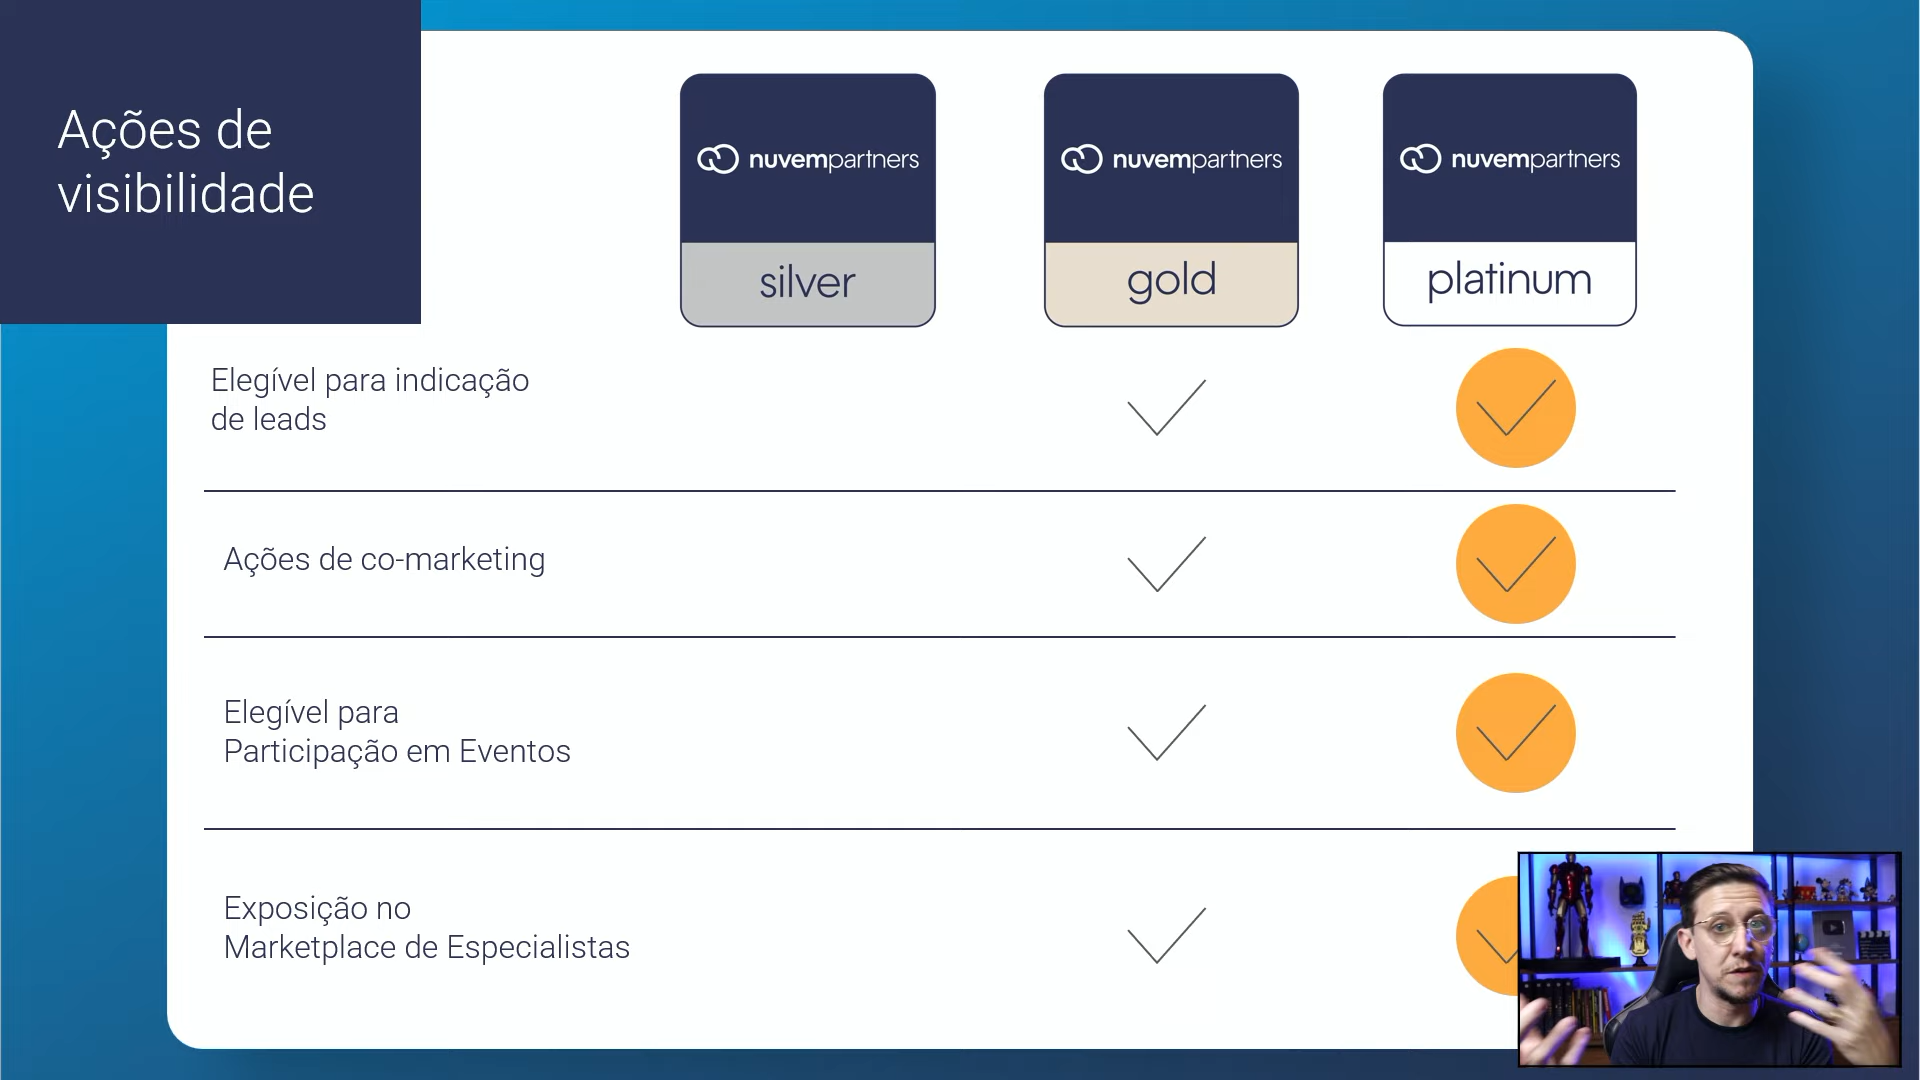 Ações de
visibilidade
nuvempartners
silver
nuvempartners
gold
nuvempartners
platinum
Elegível para indicação
de leads
Ações de co-marketing
Elegível para
Participação em Eventos
Exposição no
Marketplace de Especialistas